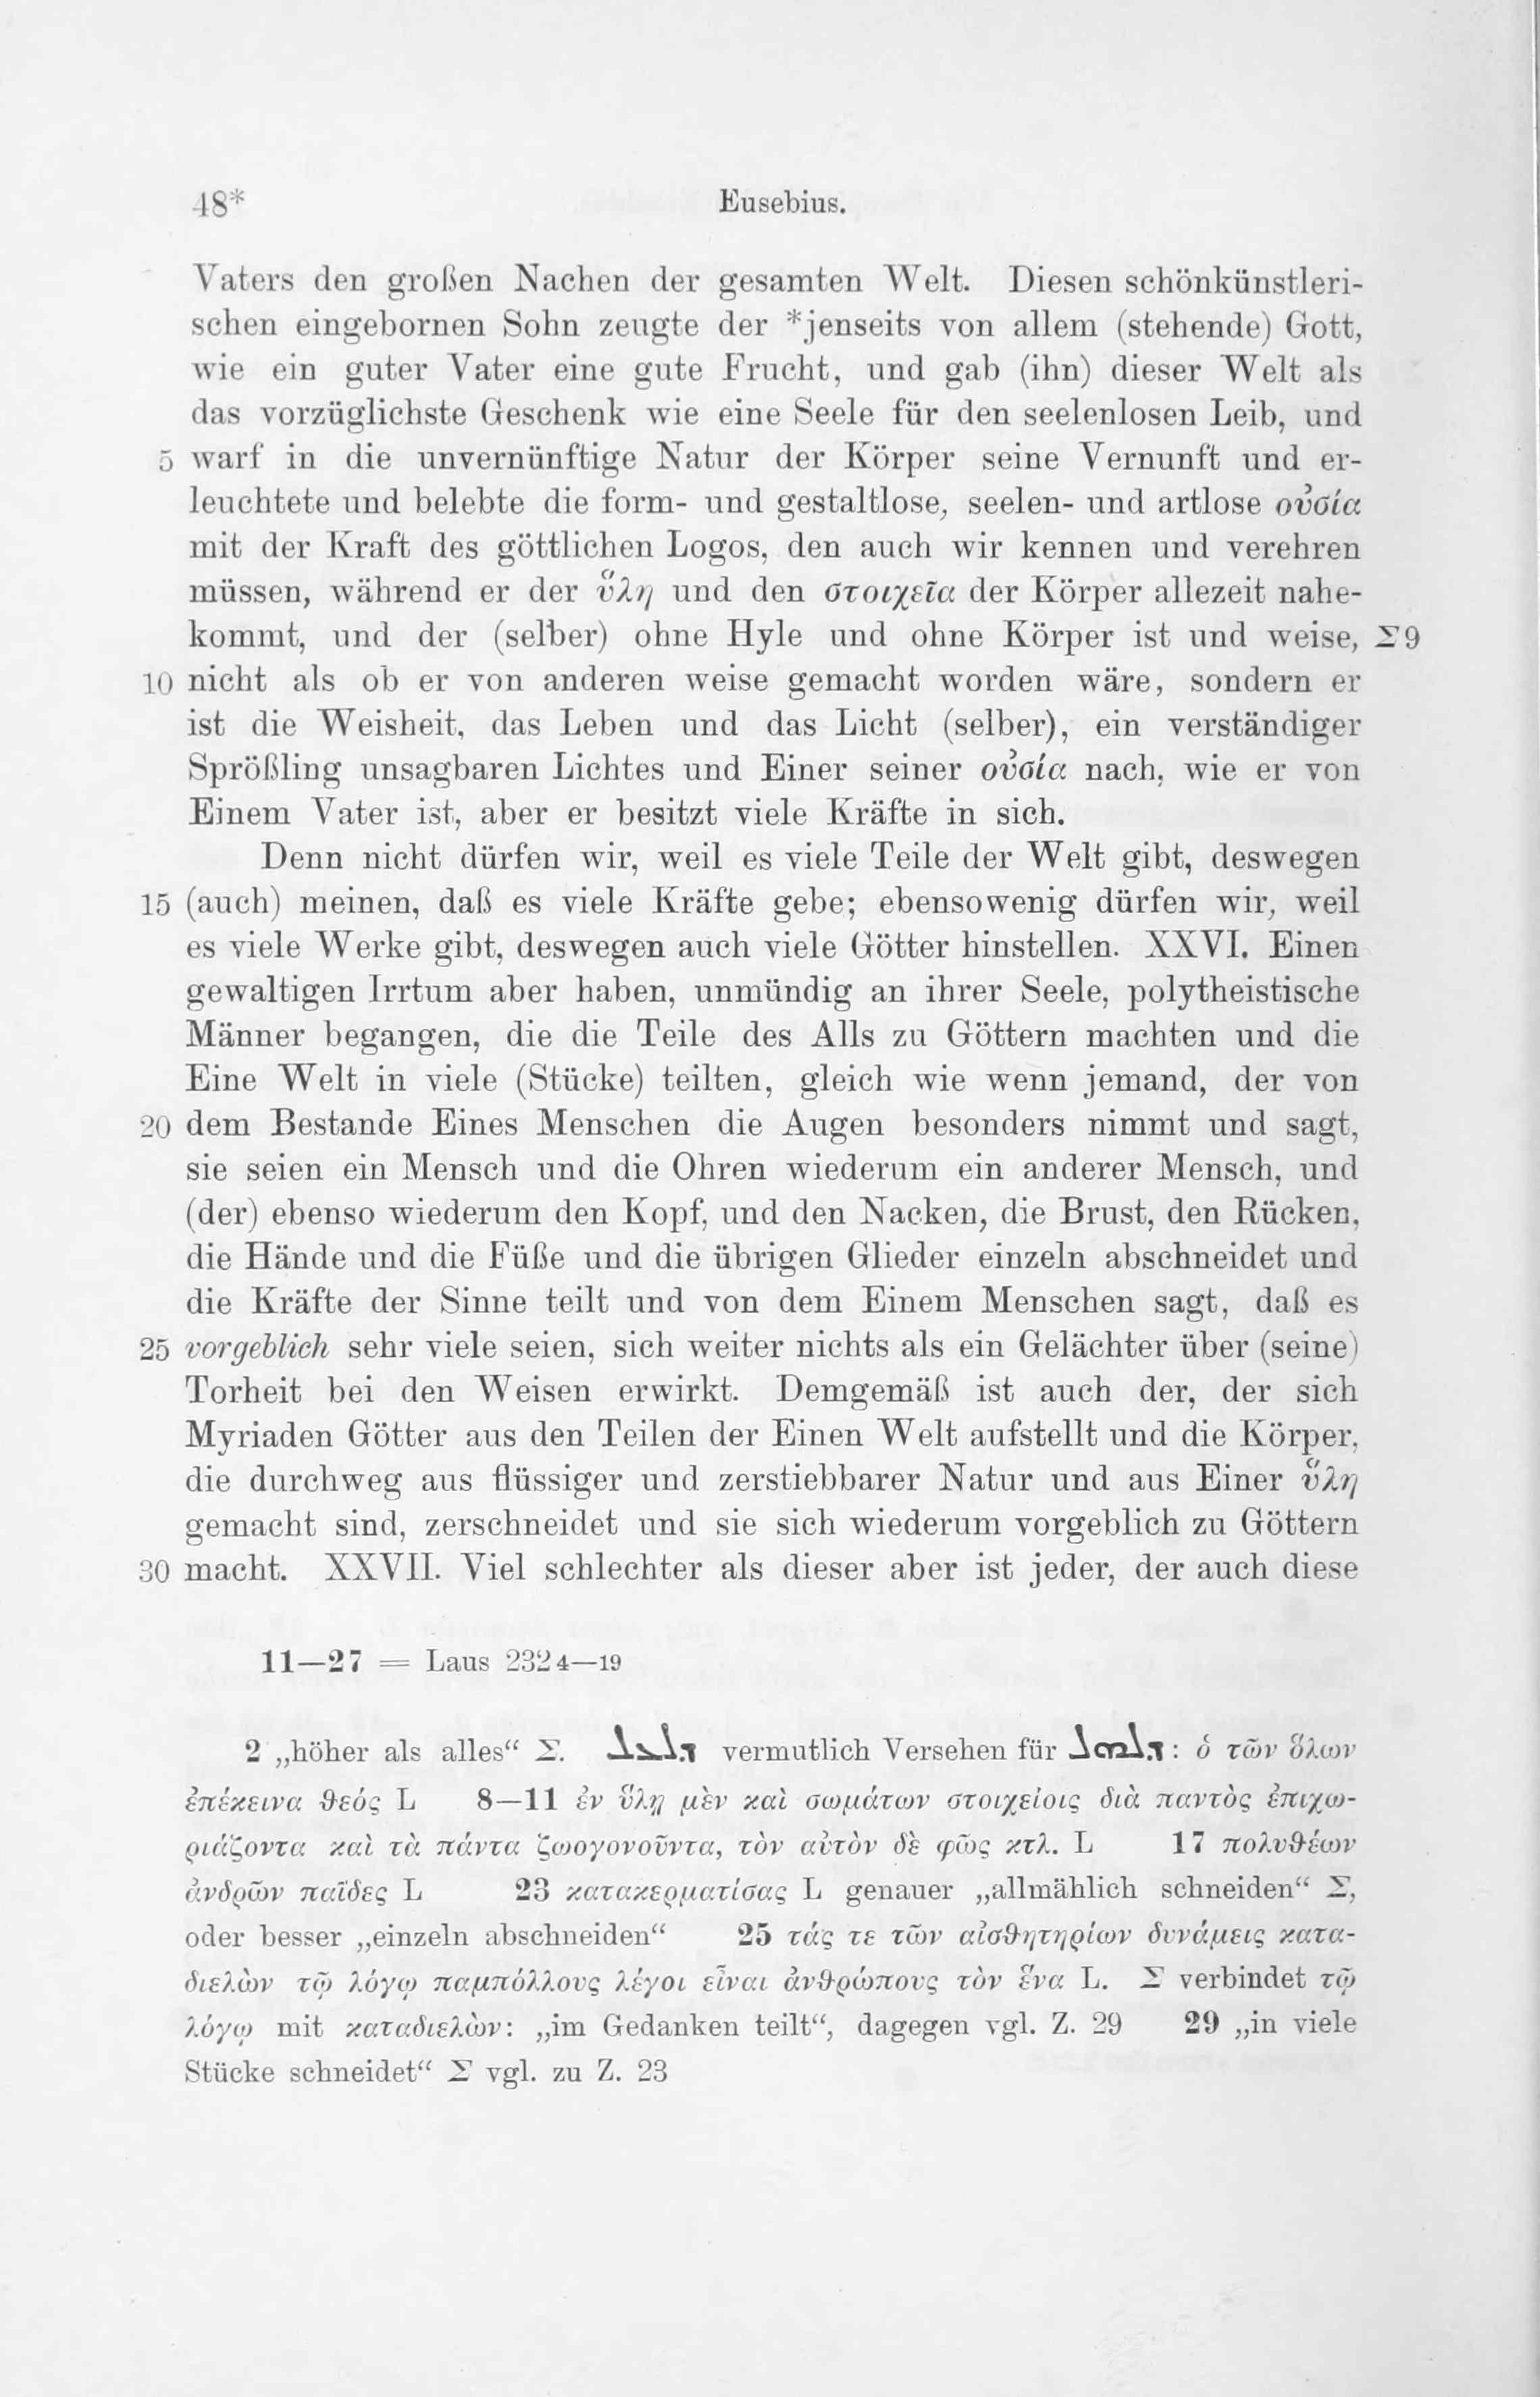 48*
Eusebius.
Vaters den großen Nachen der gesamten Welt. Diesen schönkünstleri-
schen eingebornen Sohn zeugte der *jenseits von allem (stehende) Gott,
wie ein guter Vater eine gute Frucht, und gab (ihn) dieser Welt als
das vorzüglichste Geschenk wie eine Seele für den seelenlosen Leib, und
5 warf in die unvernünftige Natur der Körper seine Vernunft und er-
leuchtete und belebte die form- und gestaltlose, seelen- und artlose οὐσία
mit der Kraft des göttlichen Logos, den auch wir kennen und verehren
müssen, während er der ὕλη und den στοιχεῖα der Körper allezeit nahe-
kommt, und der (selber) ohne Hyle und ohne Körper ist und weise, Σ 9
10 nicht als ob er von anderen weise gemacht worden wäre, sondern er
ist die Weisheit, das Leben und das Licht (selber), ein verständiger
Sprößling unsagbaren Lichtes und Einer seiner οὐσία nach, wie er von
Einem Vater ist, aber er besitzt viele Kräfte in sich.
Denn nicht dürfen wir, weil es viele Teile der Welt gibt, deswegen
15 (auch) meinen, daß es viele Kräfte gebe; ebensowenig dürfen wir, weil
es viele Werke gibt, deswegen auch viele Götter hinstellen. XXVI. Einen
gewaltigen Irrtum aber haben, unmündig an ihrer Seele, polytheistische
Männer begangen, die die Teile des Alls zu Göttern machten und die
Eine Welt in viele (Stücke) teilten, gleich wie wenn jemand, der von
20 dem Bestande Eines Menschen die Augen besonders nimmt und sagt,
sie seien ein Mensch und die Ohren wiederum ein anderer Mensch, und
(der) ebenso wiederum den Kopf, und den Nacken, die Brust, den Rücken,
die Hände und die Füße und die übrigen Glieder einzeln abschneidet und
die Kräfte der Sinne teilt und von dem Einem Menschen sagt, daß es
25 vorgeblich sehr viele seien, sich weiter nichts als ein Gelächter über (seine)
Torheit bei den Weisen erwirkt. Demgemäß ist auch der, der sich
Myriaden Götter aus den Teilen der Einen Welt aufstellt und die Körper,
die durchweg aus flüssiger und zerstiebbarer Natur und aus Einer ὕλη
gemacht sind, zerschneidet und sie sich wiederum vorgeblich zu Göttern
30 macht. XXVII. Viel schlechter als dieser aber ist jeder, der auch diese
11—27 = Laus 232 4—19
2 „höher als alles“ Σ. ܕܠܥܠ vermutlich Versehen für ܕܠܗܠ: ὁ τῶν ὅλων
ἐπέκεινα θεός L 8—11 ἐν ὕλῃ μὲν καὶ σωμάτων στοιχείοις διὰ παντὸς ἐπιχω-
ριάζοντα καὶ τὰ πάντα ζωογονοῦντα, τὸν αὐτὸν δὲ φῶς κτλ. L 17 πολυθέων
ἀνδρῶν παῖδες L 23 κατακερματίσας L genauer „allmählich schneiden“ Σ,
oder besser „einzeln abschneiden“ 25 τάς τε τῶν αἰσθητηρίων δυνάμεις κατα-
διελὼν τῷ λόγῳ παμπόλλους λέγοι εἶναι ἀνθρώπους τὸν ἕνα L. Σ verbindet τῷ
λόγῳ mit καταδιελὼν: „im Gedanken teilt“, dagegen vgl. Z. 29 29 „in viele
Stücke schneidet“ Σ vgl. zu Z. 23